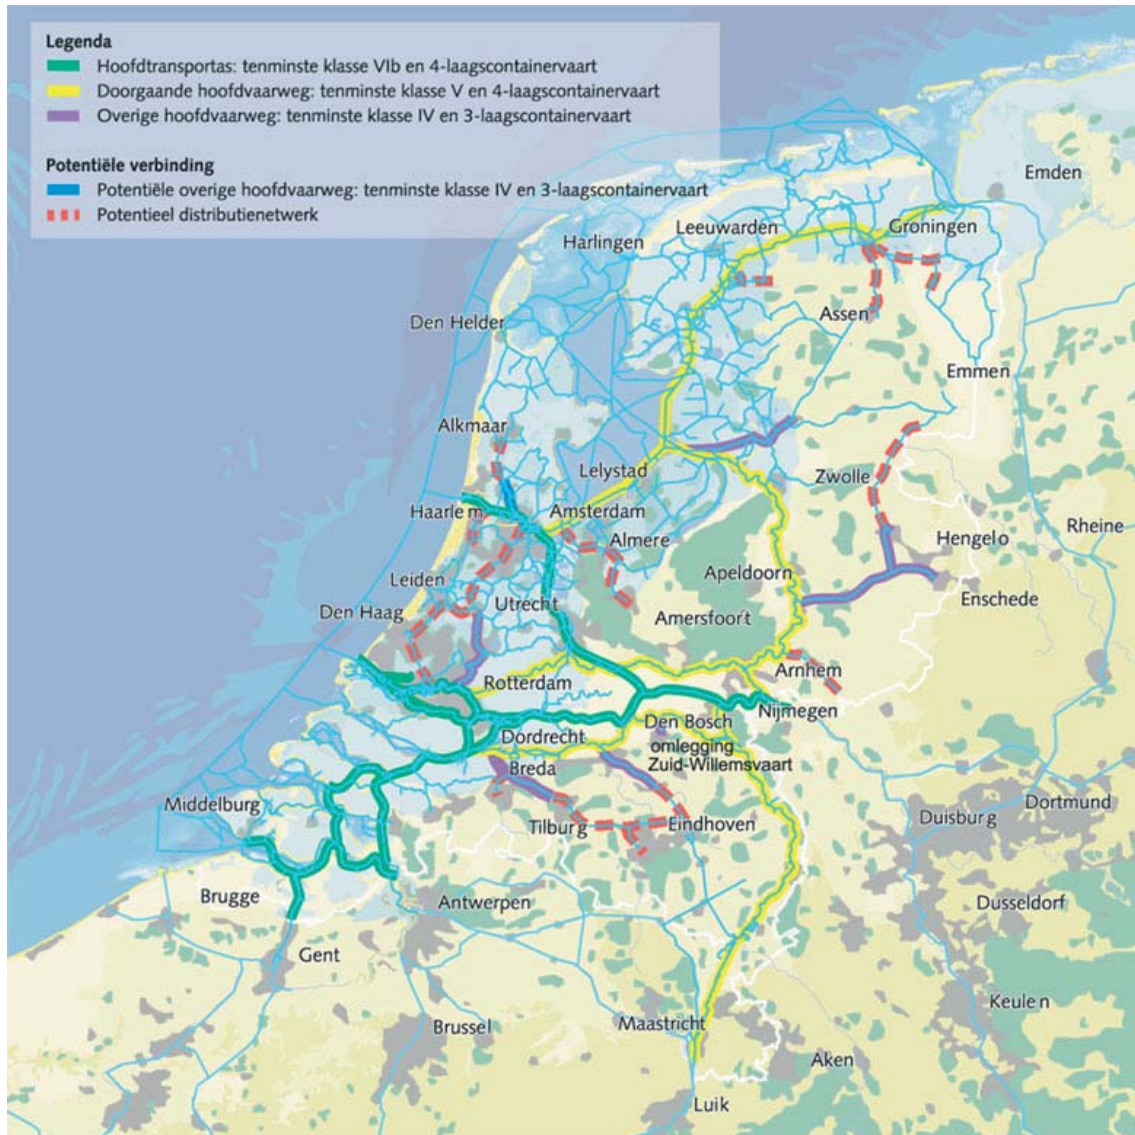 Legenda
Hoofdtransportas: tenminste klasse VIb en 4-laagscontainervaart
Doorgaande hoofdvaarweg: tenminste klasse V en 4-laagscontainervaart
Overige hoofdvaarweg: tenminste klasse IV en 3-laagscontainervaart
Potentiële verbinding
Potentiële overige hoofdvaarweg: tenminste klasse IV en 3-laagscontainervaart
Potentieel distributienetwerk
Emden
Leeuwarden
Groningen
Harlingen
Assen
Den Helder
Emmen
Alkmaar
Lelystad
Zwolle
Haarlem
Amsterdam
Rheine
Almere
Hengelo
Leiden
Apeldoorn
Enschede
Den Haag
Utrecht
Amersfoort
Arnhem
Rotterdam
Nijmegen
Den Bosch
Dordrecht
omlegging
Zuid-Willemsvaart
Breda
Middelburg
Dortmund
Duisburg
Tilburg
Eindhoven
Brugge
Antwerpen
Dusseldorf
Gent
Keulen
Brussel
Maastricht
Aken
Luik